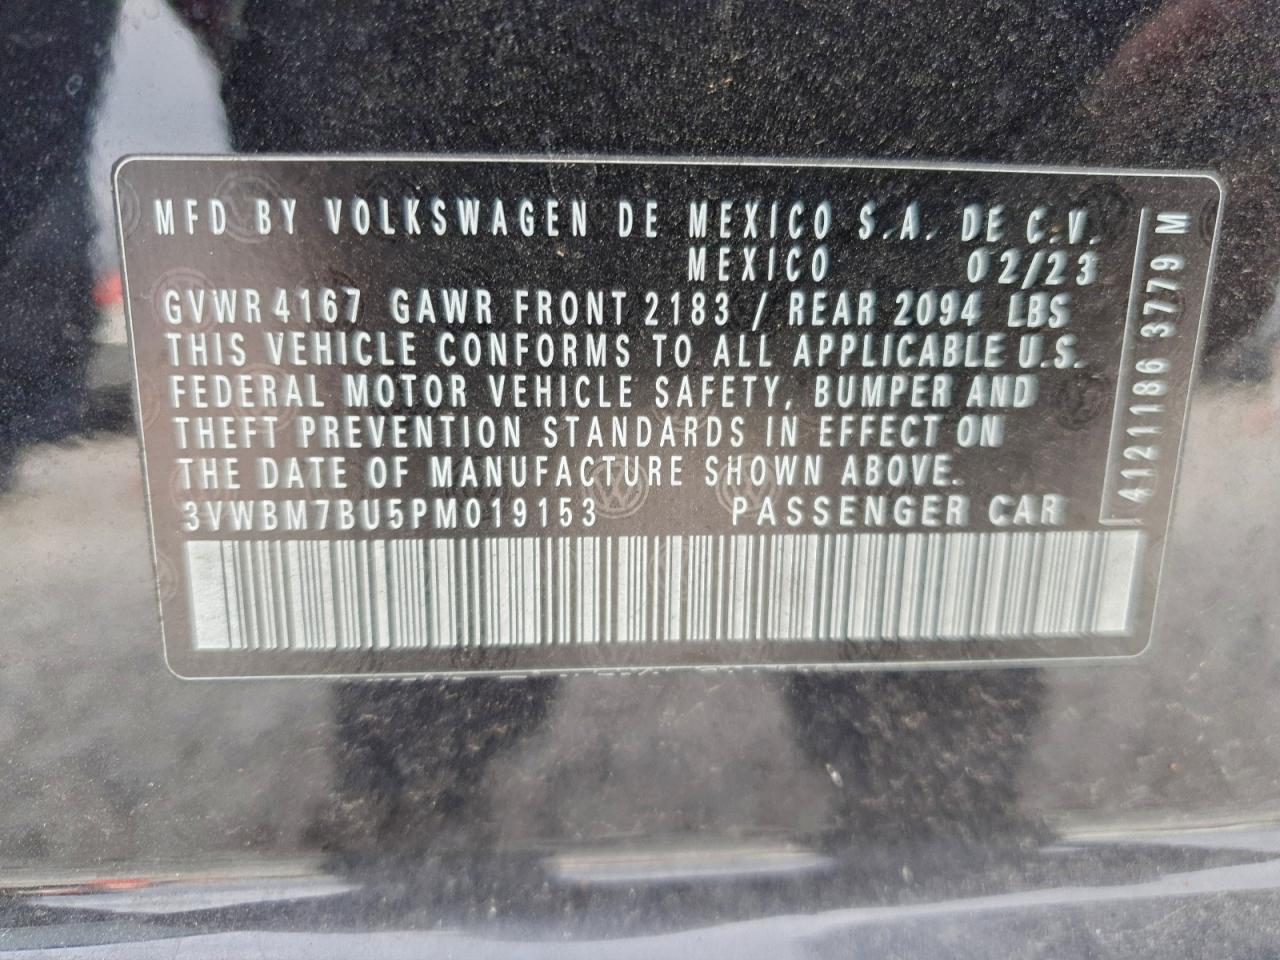 MFD BY VOLKSWAGEN DE MEXICO S.A. DE C.V.
MEXICO 02/23
GVWR 4167 GAWR FRONT 2183 / REAR 2094 LBS
THIS VEHICLE CONFORMS TO ALL APPLICABLE U.S.
FEDERAL MOTOR VEHICLE SAFETY, BUMPER AND
THEFT PREVENTION STANDARDS IN EFFECT ON
THE DATE OF MANUFACTURE SHOWN ABOVE.
3VWBM7BU5PM019153 PASSENGER CAR
4121186 3779 M